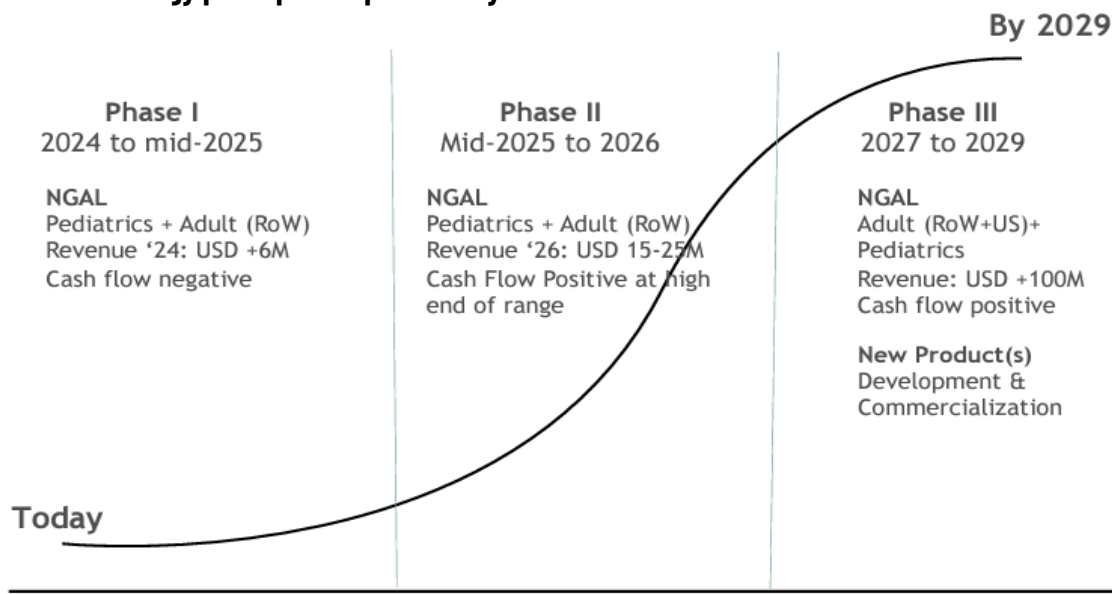 By 2029
Phase I
2024 to mid-2025
NGAL
Pediatrics + Adult (RoW)
Revenue ‘24: USD +6M
Cash flow negative
Phase II
Mid-2025 to 2026
NGAL
Pediatrics + Adult (RoW)
Revenue ‘26: USD 15-25M
Cash Flow Positive at high
end of range
Phase III
2027 to 2029
NGAL
Adult (RoW+US)+
Pediatrics
Revenue: USD +100M
Cash flow positive
New Product(s)
Development &
Commercialization
Today